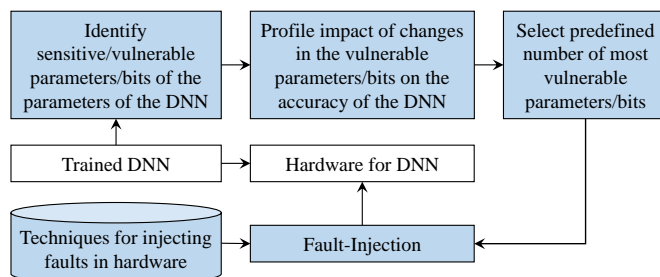 Identify
sensitive/vulnerable
parameters/bits of the
parameters of the DNN
Profile impact of changes
in the vulnerable
parameters/bits on the
accuracy of the DNN
Select predefined
number of most
vulnerable
parameters/bits
Trained DNN
Hardware for DNN
Techniques for injecting
faults in hardware
Fault-Injection